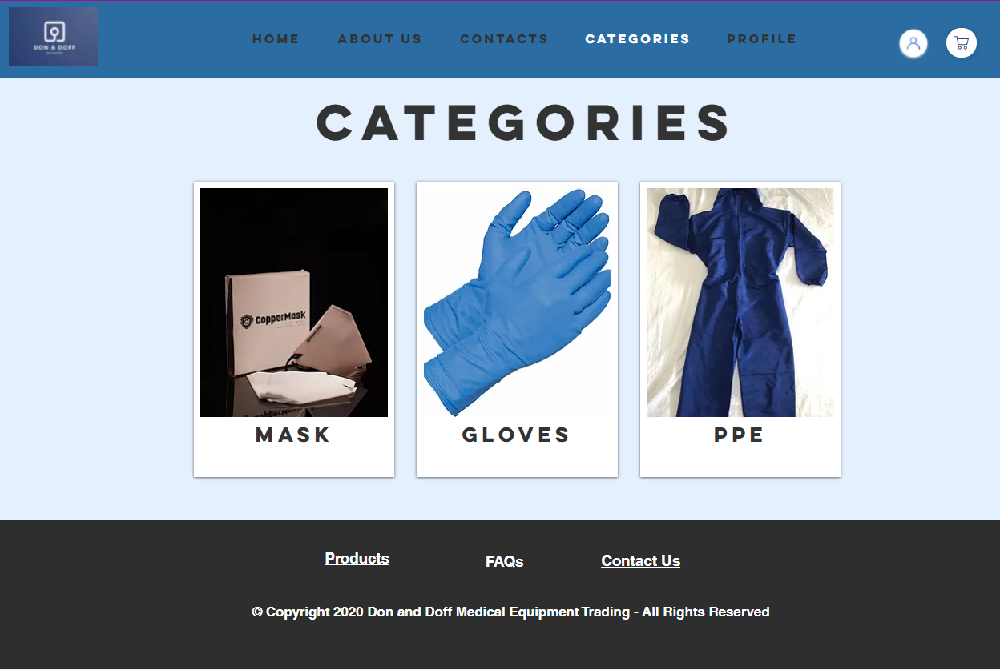 DON & DOFF
HOME ABOUT US CONTACTS CATEGORIES PROFILE
CATEGORIES
CopperMask
MASK GLOVES PPE
Products FAQs Contact Us
© Copyright 2020 Don and Doff Medical Equipment Trading - All Rights Reserved